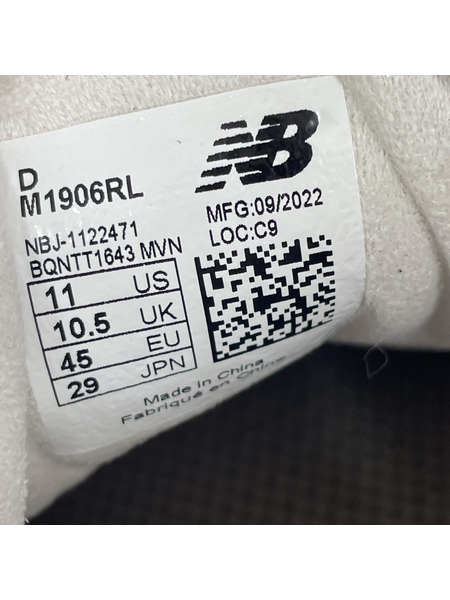 D
M1906RL
NB
MFG:09/2022
LOC:C9
NBJ-1122471
BQNTT1643 MVN
11 US
10.5 UK
45 EU
29 JPN
Made in China
Fabriqué en Chine